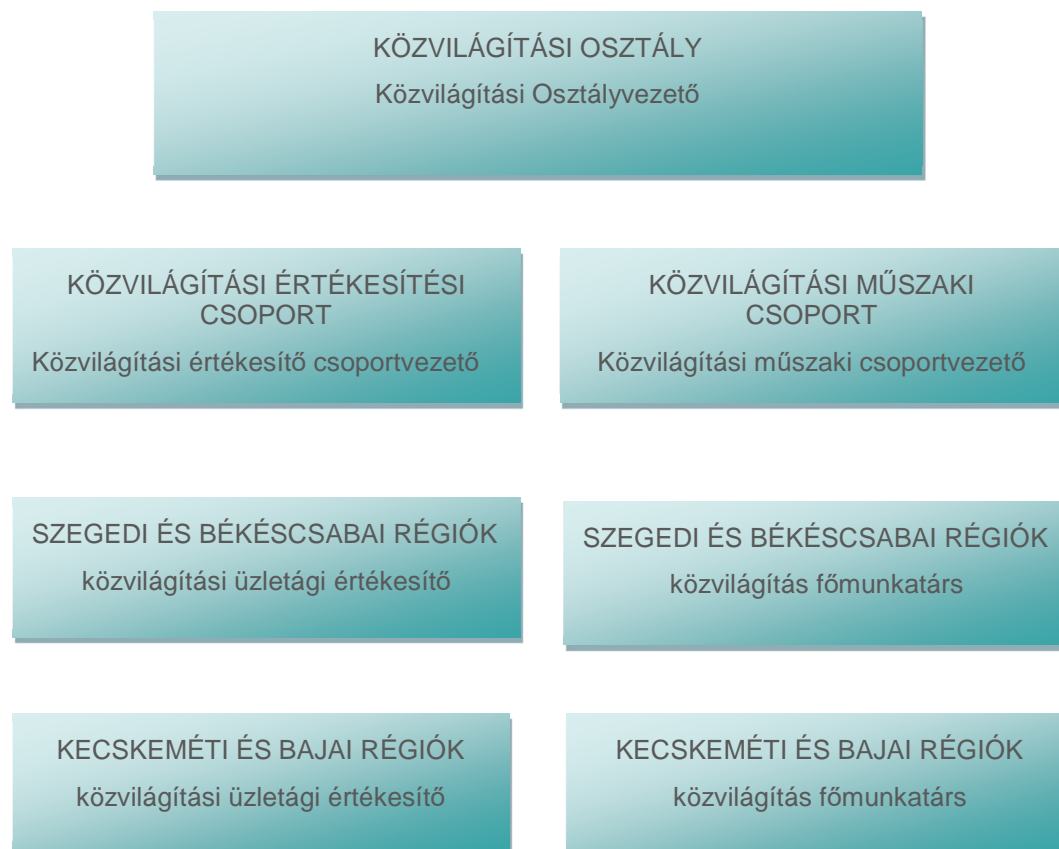 KÖZVILÁGÍTÁSI OSZTÁLY
Közvilágítási Osztályvezető
KÖZVILÁGÍTÁSI ÉRTÉKESÍTÉSI
CSOPORT
Közvilágítási értékesítő csoportvezető
KÖZVILÁGÍTÁSI MŰSZAKI
CSOPORT
Közvilágítási műszaki csoportvezető
SZEGEDI ÉS BÉKÉSCSABAI RÉGIÓK
közvilágítási üzletági értékesítő
SZEGEDI ÉS BÉKÉSCSABAI RÉGIÓK
közvilágítás főmunkatárs
KECSKEMÉTI ÉS BAJAI RÉGIÓK
közvilágítási üzletági értékesítő
KECSKEMÉTI ÉS BAJAI RÉGIÓK
közvilágítás főmunkatárs